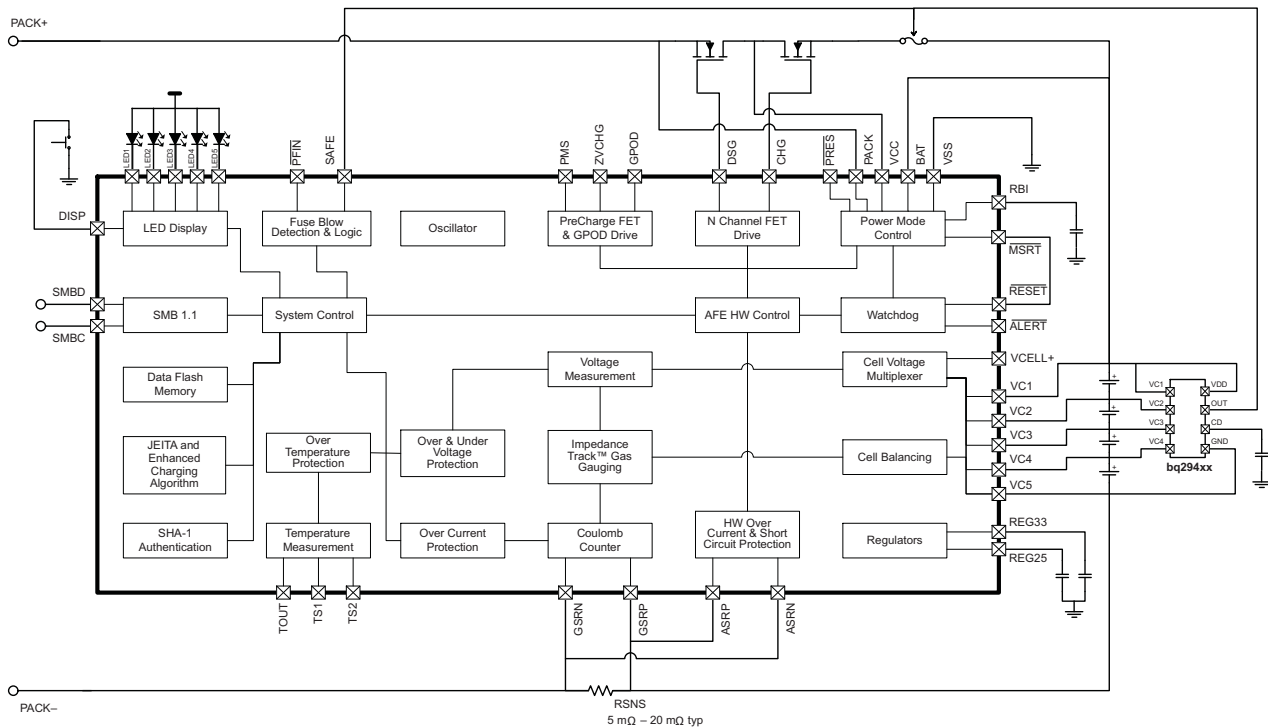 PACK+
LED1
LED2
LED3
LED4
LED5
PFIN
SAFE
PMS
ZVCHG
GPOD
DSG
CHG
PRES
PACK
VCC
BAT
VSS
DISP
LED Display
Fuse Blow
Detection & Logic
Oscillator
PreCharge FET
& GPOD Drive
N Channel FET
Drive
Power Mode
Control
RBI
MSRT
SMBD
SMBC
SMB 1.1
System Control
AFE HW Control
Watchdog
RESET
ALERT
Data Flash
Memory
Voltage
Measurement
Cell Voltage
Multiplexer
VCELL+
VC1
VC2
VC3
VC4
VC5
VC1
VC2
VC3
VC4
VDD
OUT
CD
GND
bq294xx
+
+
+
+
JEITA and
Enhanced
Charging
Algorithm
Over
Temperature
Protection
Over & Under
Voltage
Protection
Impedance
Track™ Gas
Gauging
Cell Balancing
SHA-1
Authentication
Temperature
Measurement
Over Current
Protection
Coulomb
Counter
HW Over
Current & Short
Circuit Protection
Regulators
REG33
REG25
TOUT
TS1
TS2
GSRN
GSRP
ASRP
ASRN
PACK–
RSNS
5 mΩ – 20 mΩ typ